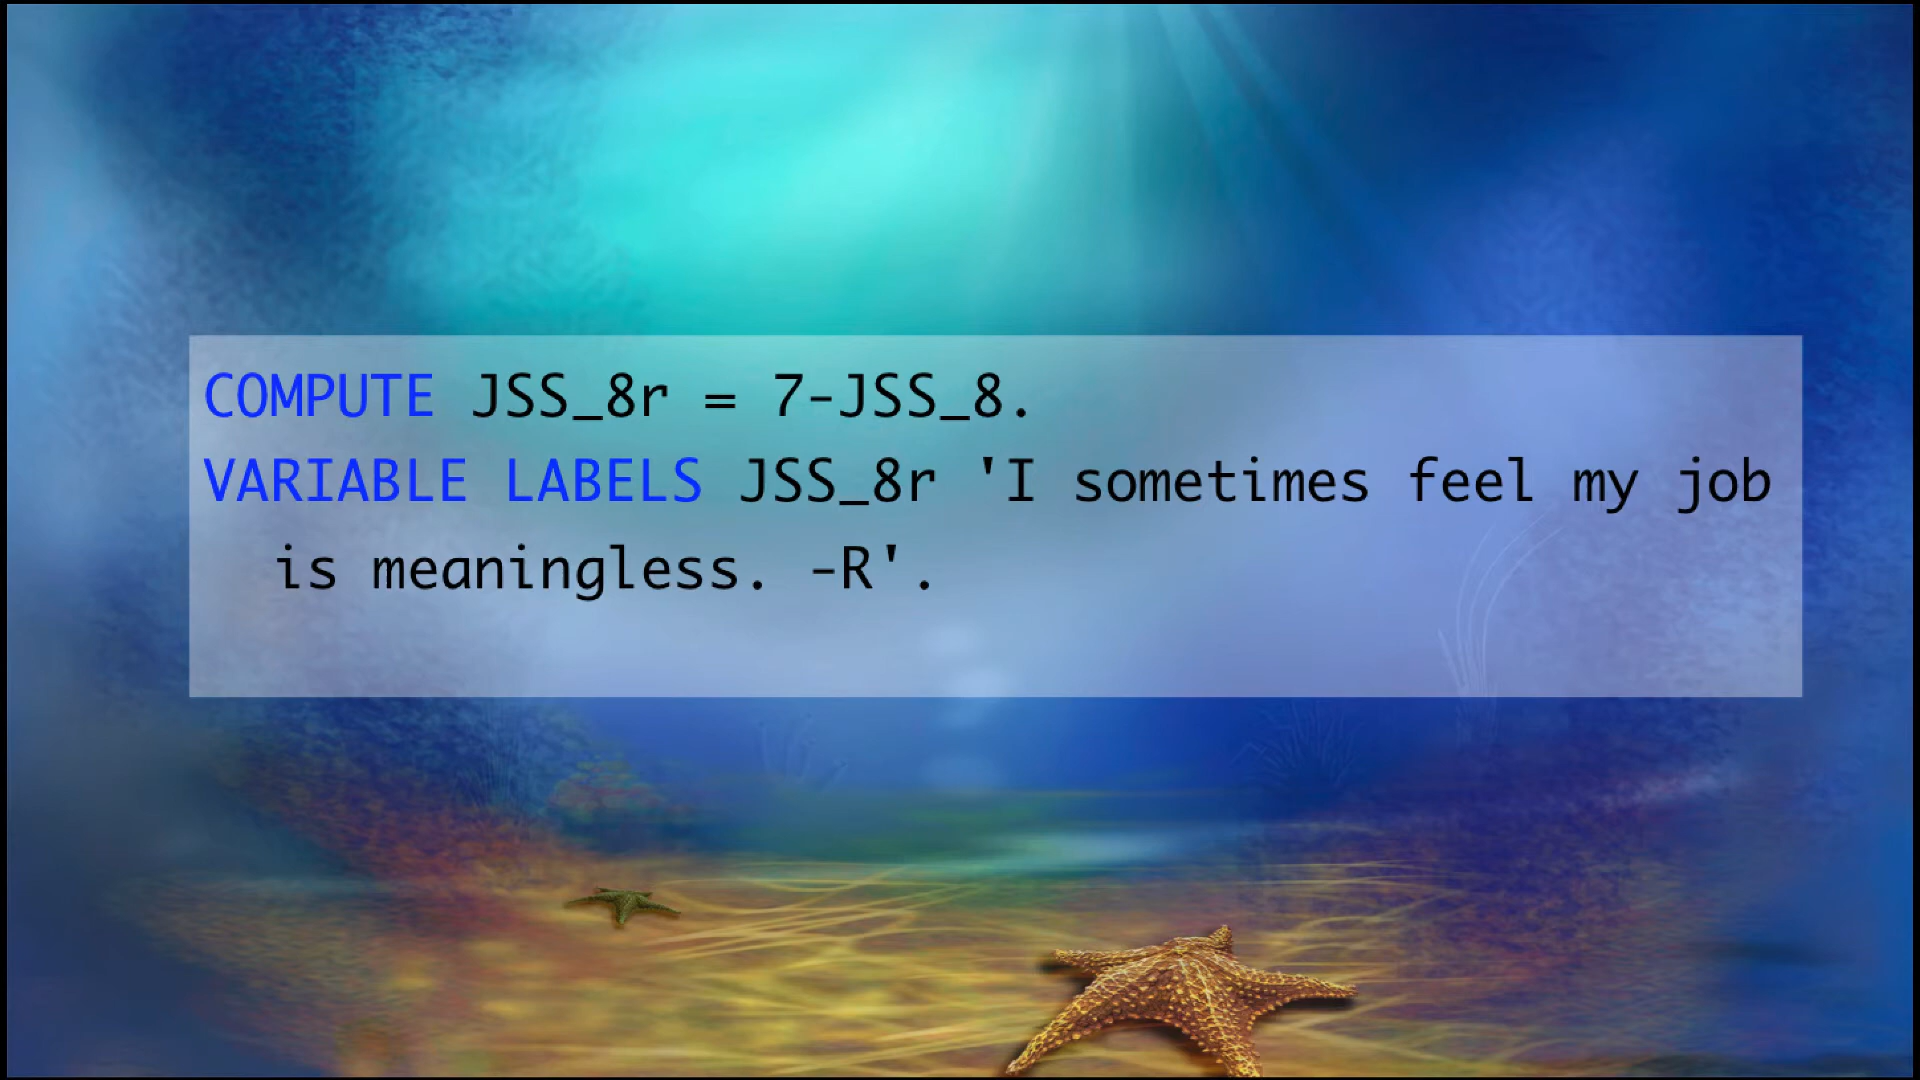 COMPUTE JSS_8r = 7-JSS_8.
VARIABLE LABELS JSS_8r 'I sometimes feel my job
is meaningless. -R'.